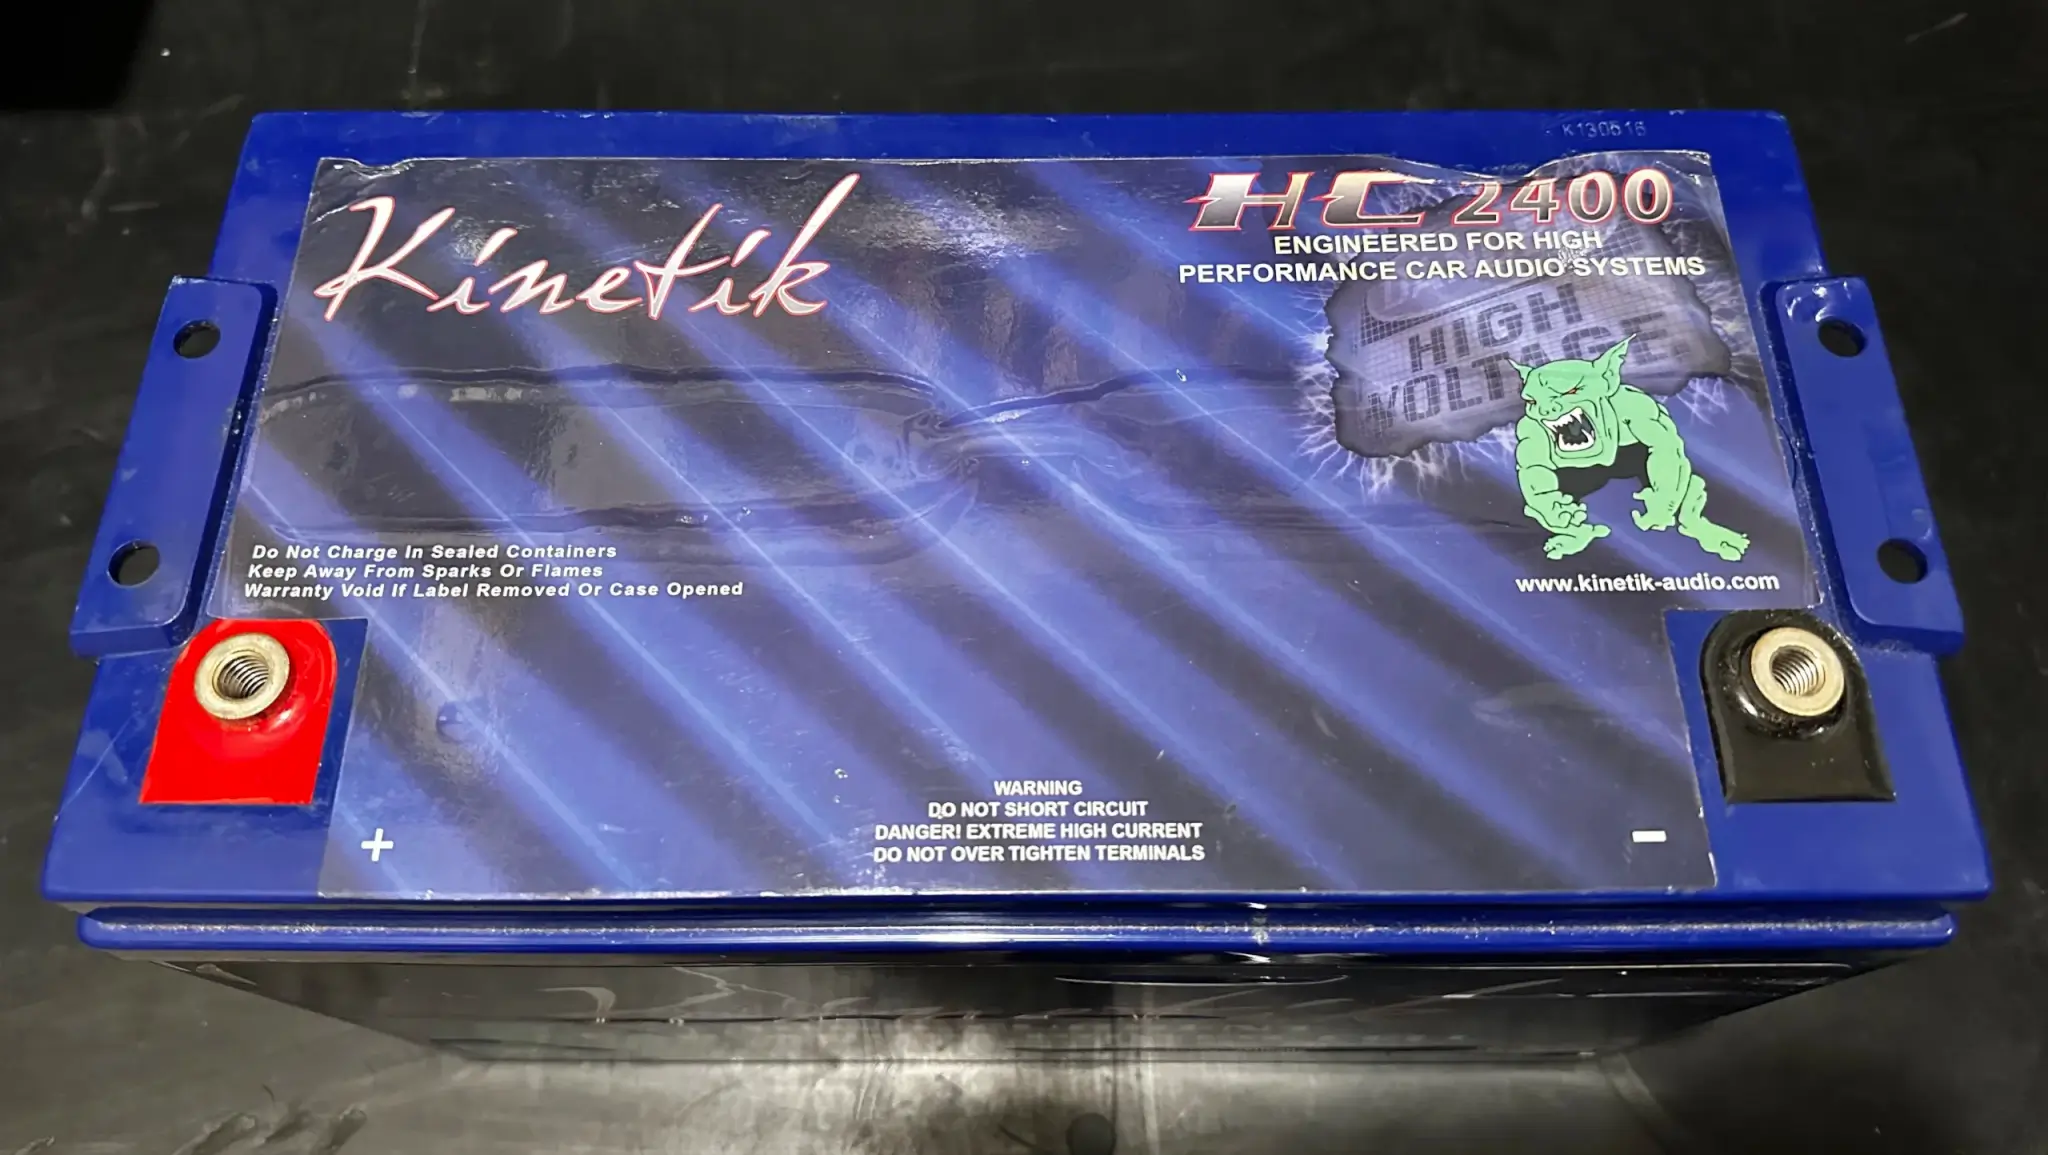 K130516
Kinetik
HC 2400
ENGINEERED FOR HIGH
PERFORMANCE CAR AUDIO SYSTEMS
HIGH
VOLTAGE
www.kinetik-audio.com
Do Not Charge In Sealed Containers
Keep Away From Sparks Or Flames
Warranty Void If Label Removed Or Case Opened
WARNING
DO NOT SHORT CIRCUIT
DANGER! EXTREME HIGH CURRENT
DO NOT OVER TIGHTEN TERMINALS
+
-